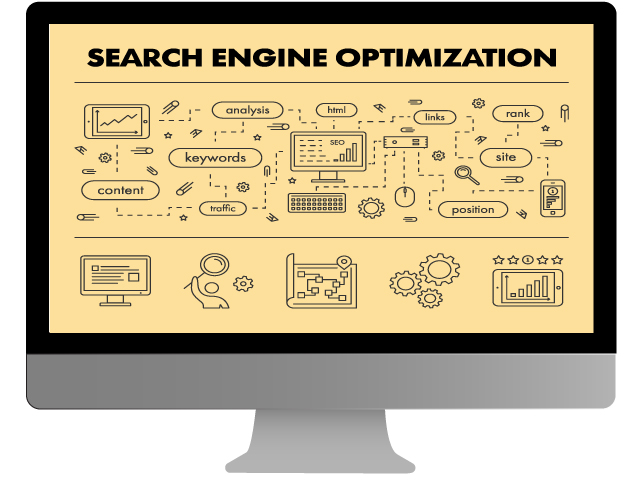 SEARCH ENGINE OPTIMIZATION
analysis
html
links
rank
SEO
keywords
site
content
traffic
position